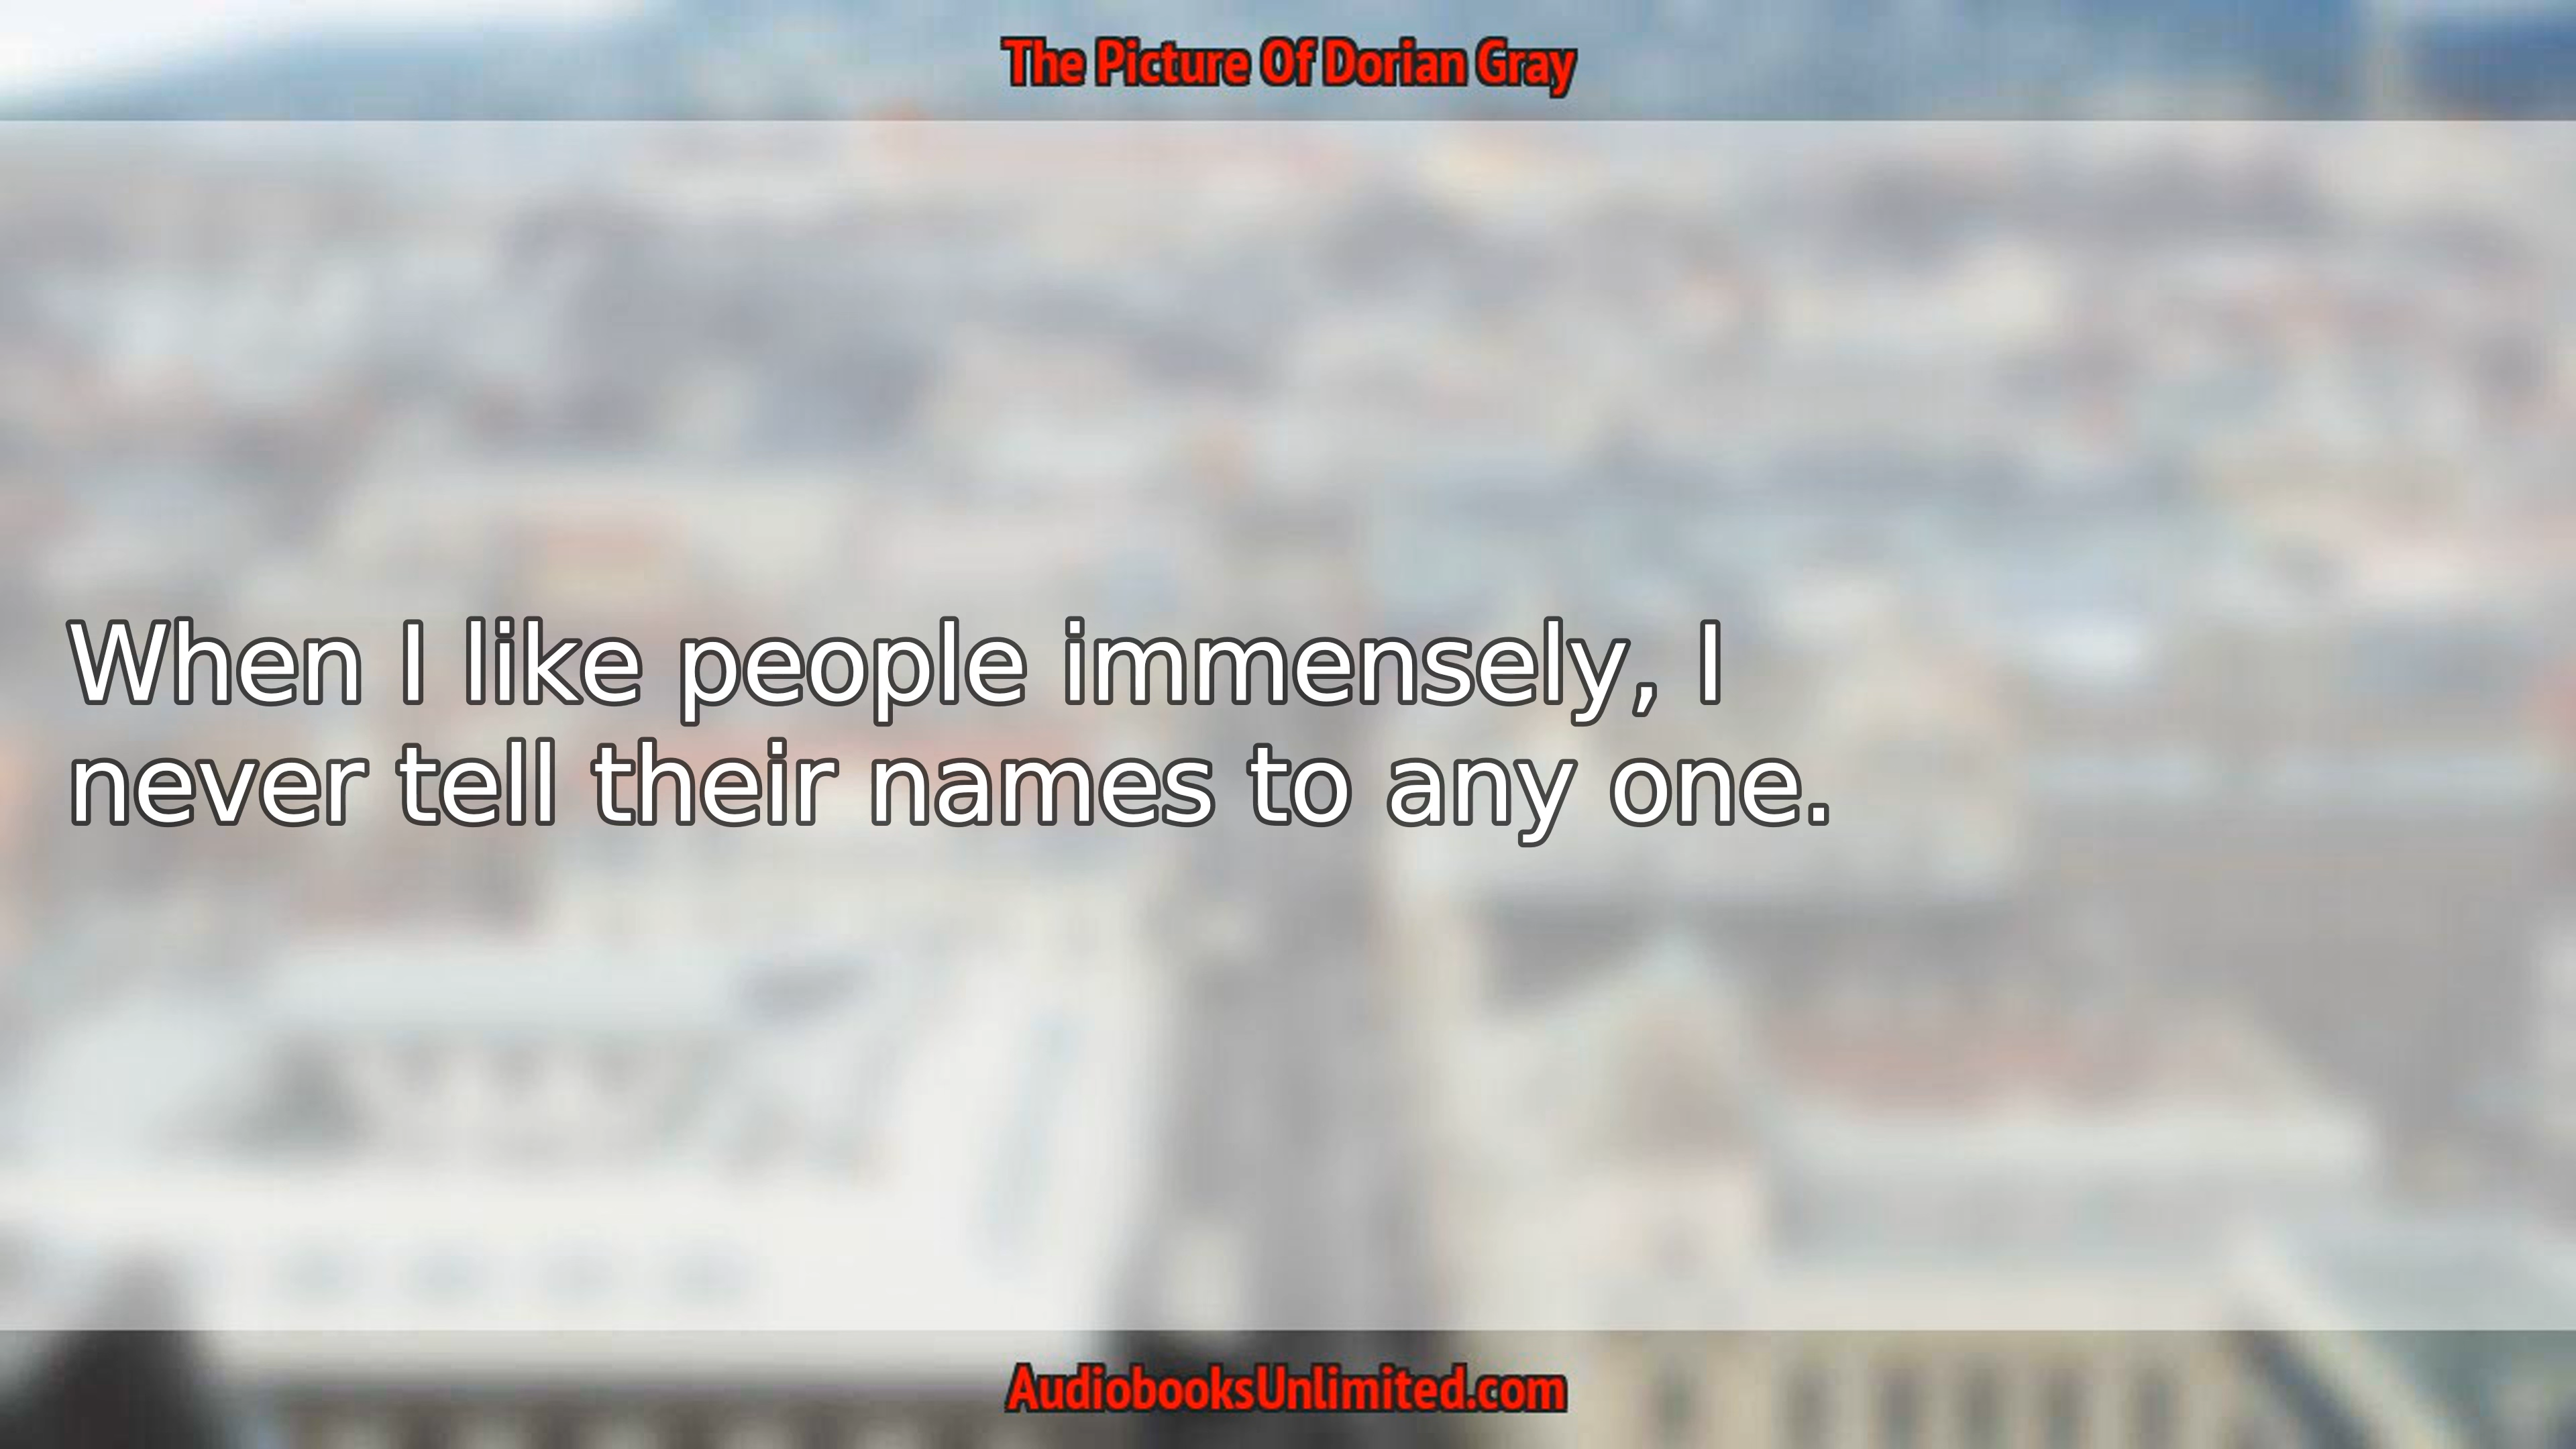 The Picture Of Dorian Gray
When I like people immensely, I
never tell their names to any one.
AudiobooksUnlimited.com